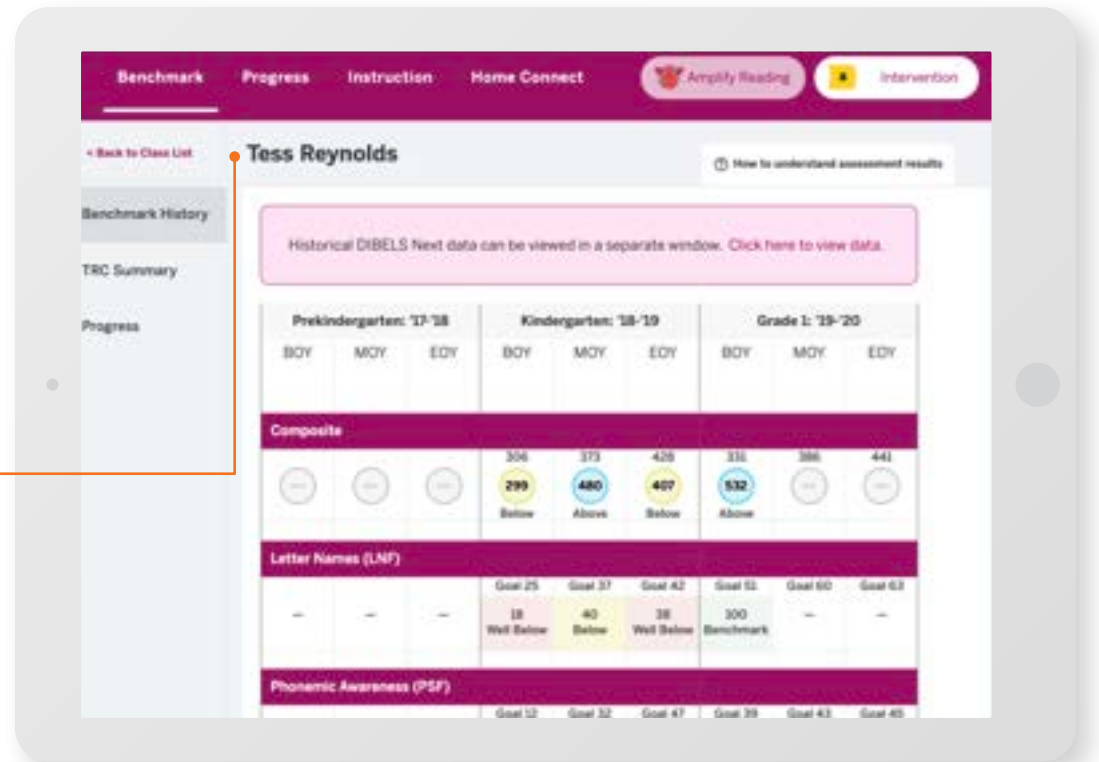 Benchmark Progress Instruction Home Connect Amplify Reading Intervention
< Back to Class List
Tess Reynolds
How to understand assessment results
Benchmark History
Historical DIBELS Next data can be viewed in a separate window. Click here to view data.
TRC Summary
Progress
Prekindergarten: '17-'18 Kindergarten: '18-'19 Grade 1: '19-'20
BOY MOY EOY BOY MOY EOY BOY MOY EOY
Composite
306 373 428 331 386 441
299 480 407 532
Below Above Below Above
Letter Names (LNF)
Goal 25 Goal 37 Goal 42 Goal 51 Goal 60 Goal 63
– – – 18 40 38 100 – –
Well Below Below Well Below Benchmark
Phonemic Awareness (PSF)
Goal 12 Goal 32 Goal 47 Goal 39 Goal 43 Goal 45